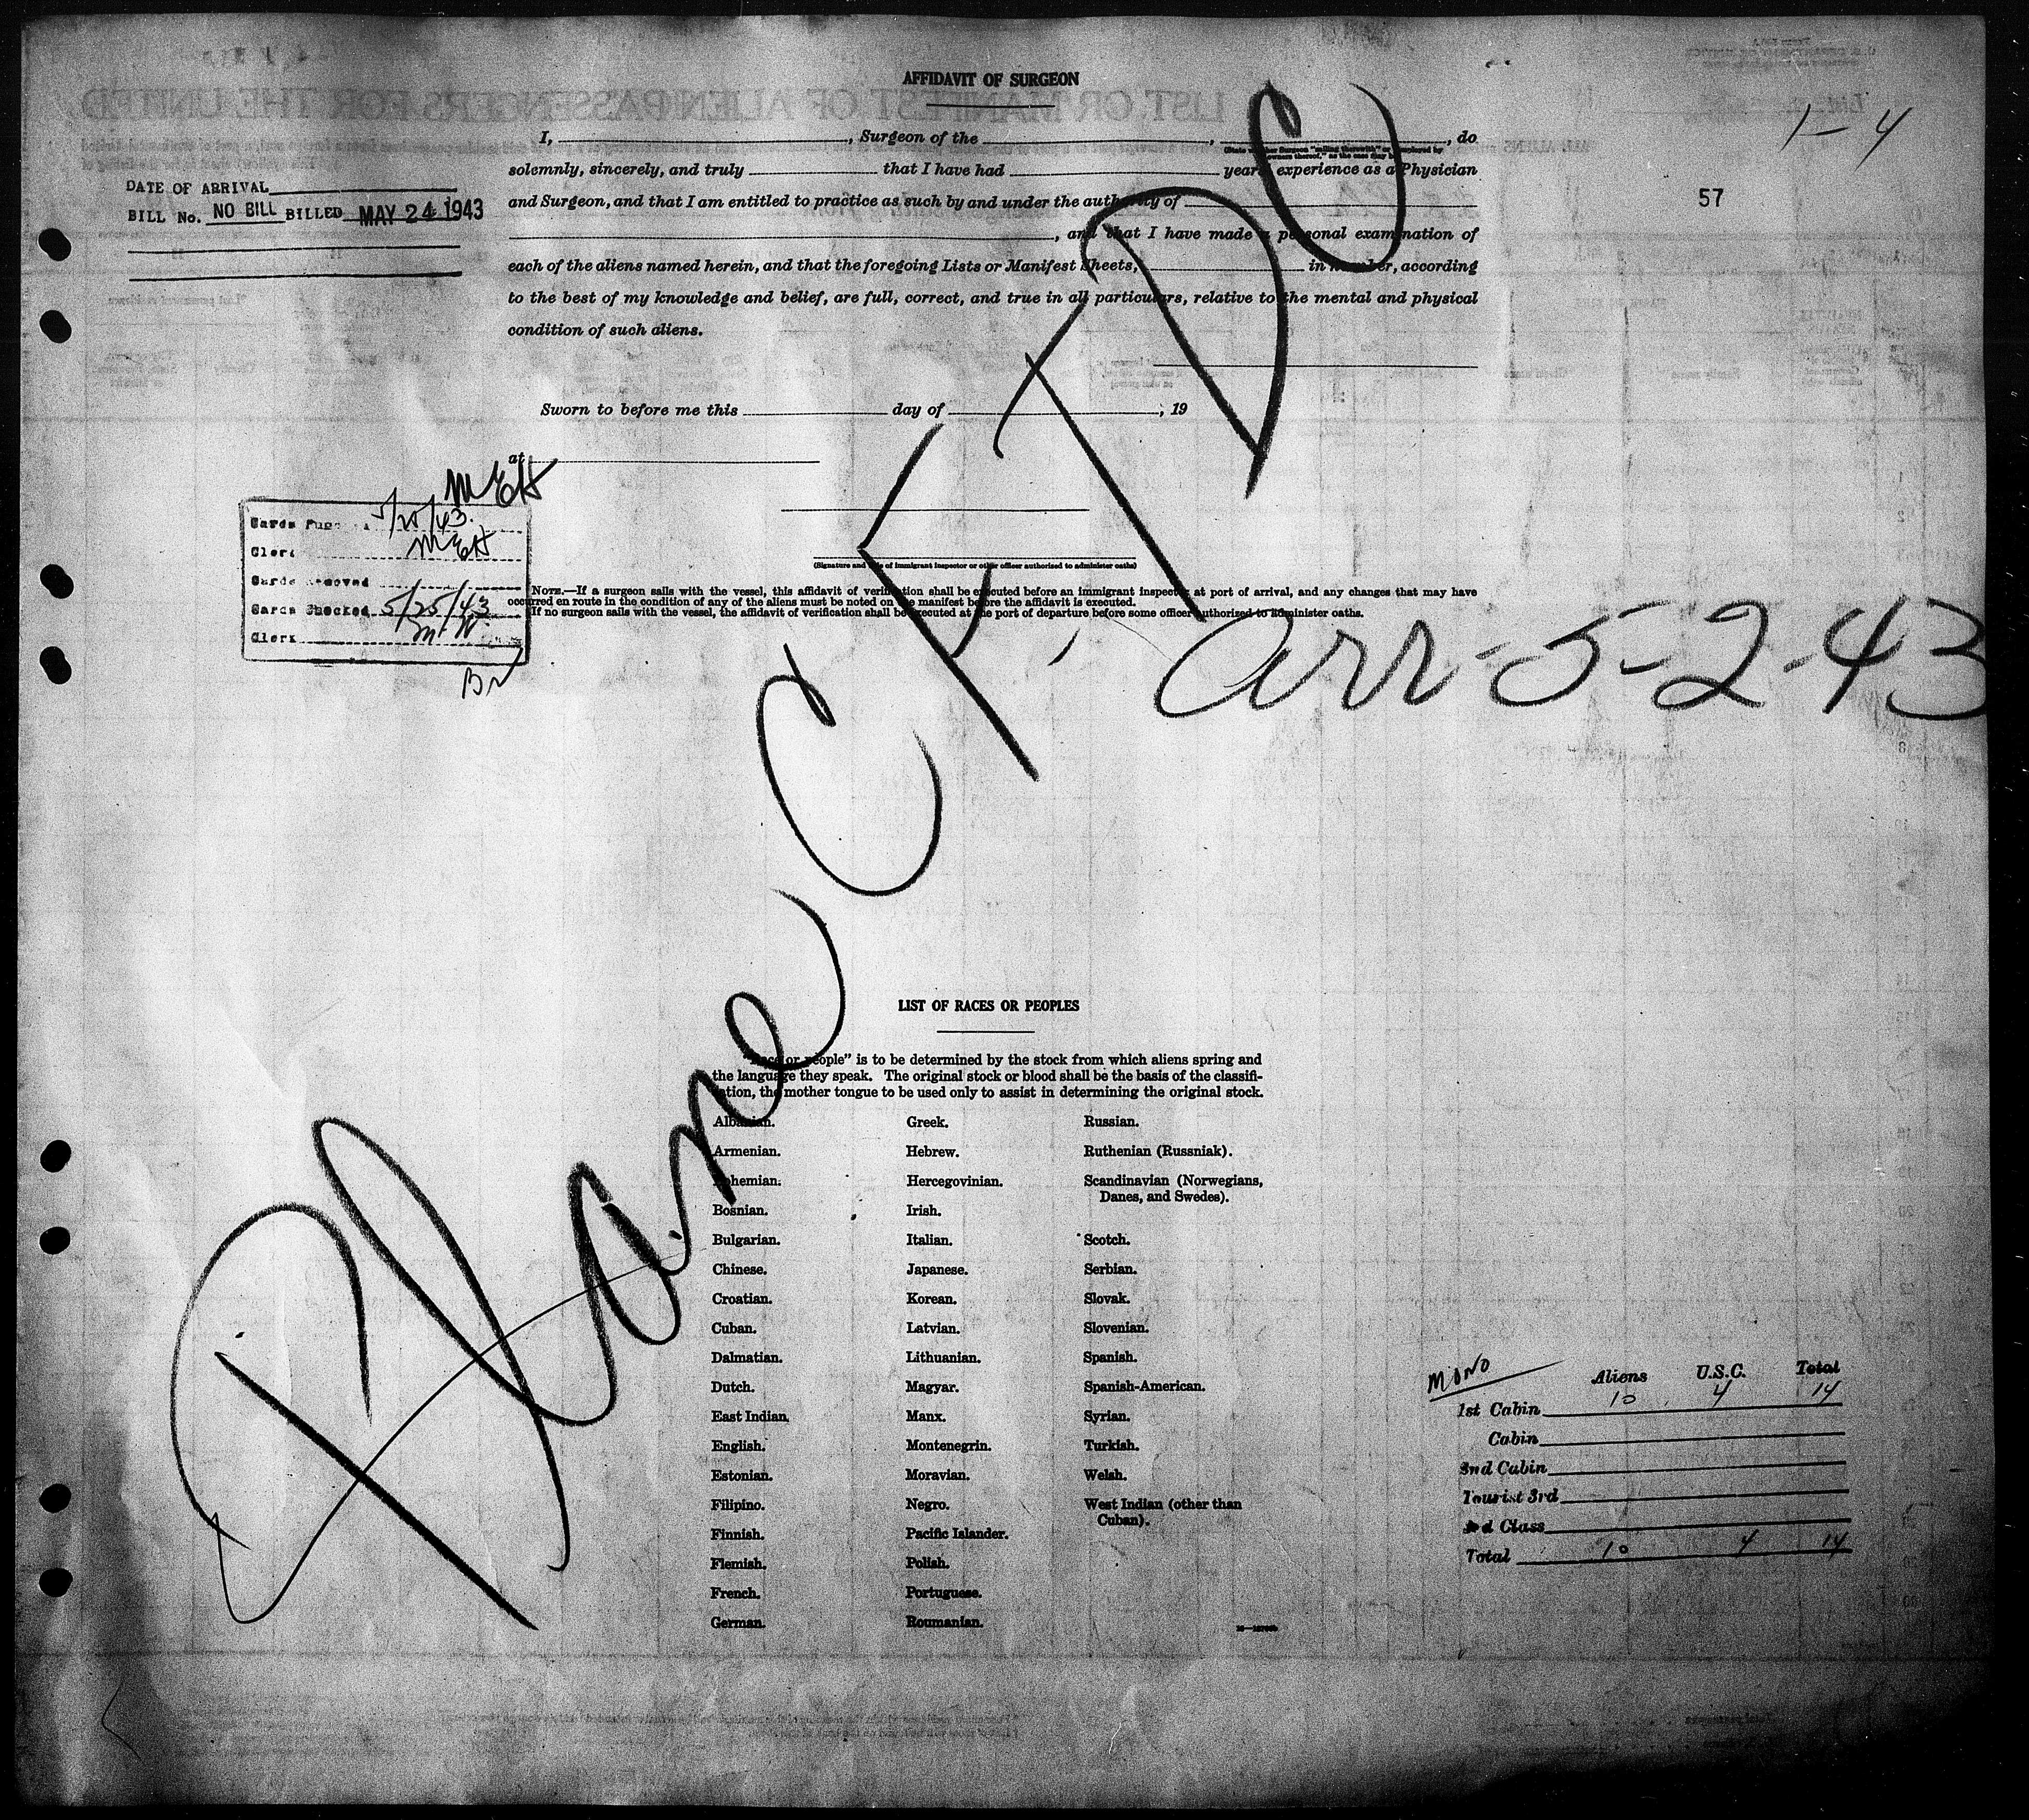 AFFIDAVIT OF SURGEON
1-4
I, , Surgeon of the , , do
solemnly, sincerely, and truly that I have had years experience as a Physician
and Surgeon, and that I am entitled to practice as such by and under the authority of
, and that I have made a personal examination of
each of the aliens named herein, and that the foregoing Lists or Manifest Sheets, in number, according
to the best of my knowledge and belief, are full, correct, and true in all particulars, relative to the mental and physical
condition of such aliens.
DATE OF ARRIVAL
BILL No. NO BILL BILLED MAY 24 1943
57
Sworn to before me this day of , 19
at
MEH
Cards 5/25/43
Clerk MEH
Cards Removed
Cards Checked 5/25/43
Clerk
(Signature and title of immigrant inspector or other officer authorized to administer oaths)
NOTE.—If a surgeon sails with the vessel, this affidavit of verification shall be executed before an immigrant inspector at port of arrival, and any changes that may have
occurred en route in the condition of any of the aliens must be noted on the manifest before the affidavit is executed.
If no surgeon sails with the vessel, the affidavit of verification shall be executed at the port of departure before some officer authorized to administer oaths.
Plane
arr-5-2-43
LIST OF RACES OR PEOPLES
"Race or people" is to be determined by the stock from which aliens spring and
the language they speak. The original stock or blood shall be the basis of the classifi-
cation, the mother tongue to be used only to assist in determining the original stock.
Albanian.
Armenian.
Bohemian.
Bosnian.
Bulgarian.
Chinese.
Croatian.
Cuban.
Dalmatian.
Dutch.
East Indian.
English.
Estonian.
Filipino.
Finnish.
Flemish.
French.
German.
Greek.
Hebrew.
Hercegovinian.
Irish.
Italian.
Japanese.
Korean.
Latvian.
Lithuanian.
Magyar.
Manx.
Montenegrin.
Moravian.
Negro.
Pacific Islander.
Polish.
Portuguese.
Roumanian.
Russian.
Ruthenian (Russniak).
Scandinavian (Norwegians,
Danes, and Swedes).
Scotch.
Serbian.
Slovak.
Slovenian.
Spanish.
Spanish-American.
Syrian.
Turkish.
Welsh.
West Indian (other than
Cuban).
MONO
Aliens U.S.C. Total
1st Cabin 10 4 14
Cabin
2nd Cabin
Tourist 3rd
3rd Class
Total 10 4 14